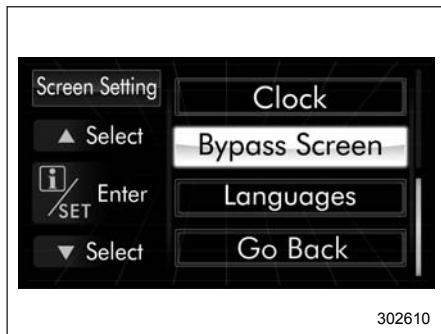 Screen Setting
▲ Select
i/SET Enter
▼ Select
Clock
Bypass Screen
Languages
Go Back
302610